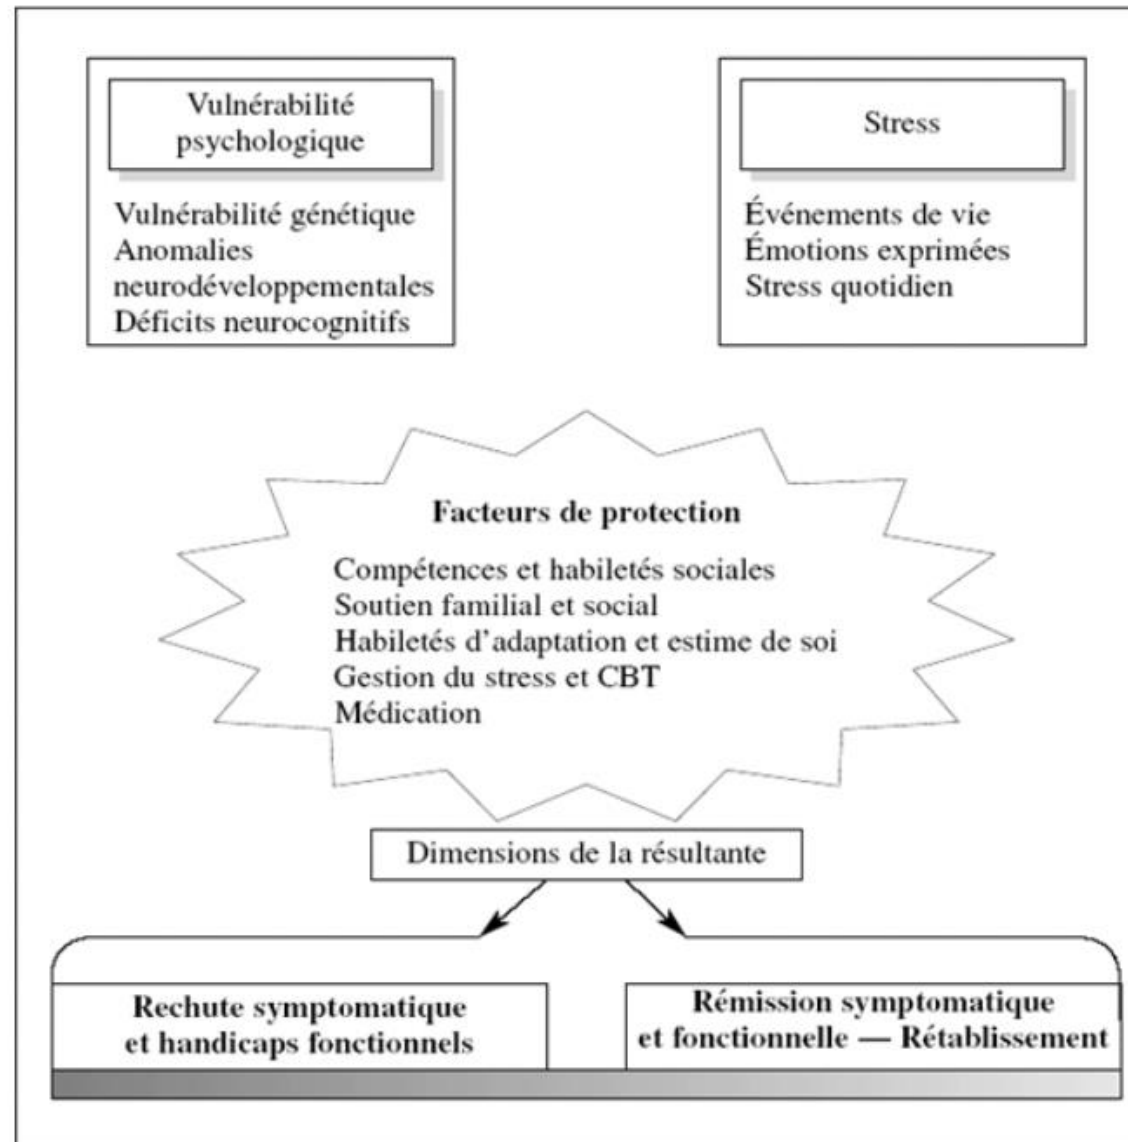 Vulnérabilité
psychologique
Vulnérabilité génétique
Anomalies
neurodéveloppementales
Déficits neurocognitifs
Stress
Événements de vie
Émotions exprimées
Stress quotidien
Facteurs de protection
Compétences et habiletés sociales
Soutien familial et social
Habiletés d’adaptation et estime de soi
Gestion du stress et CBT
Médication
Dimensions de la résultante
Rechute symptomatique
et handicaps fonctionnels
Rémission symptomatique
et fonctionnelle — Rétablissement